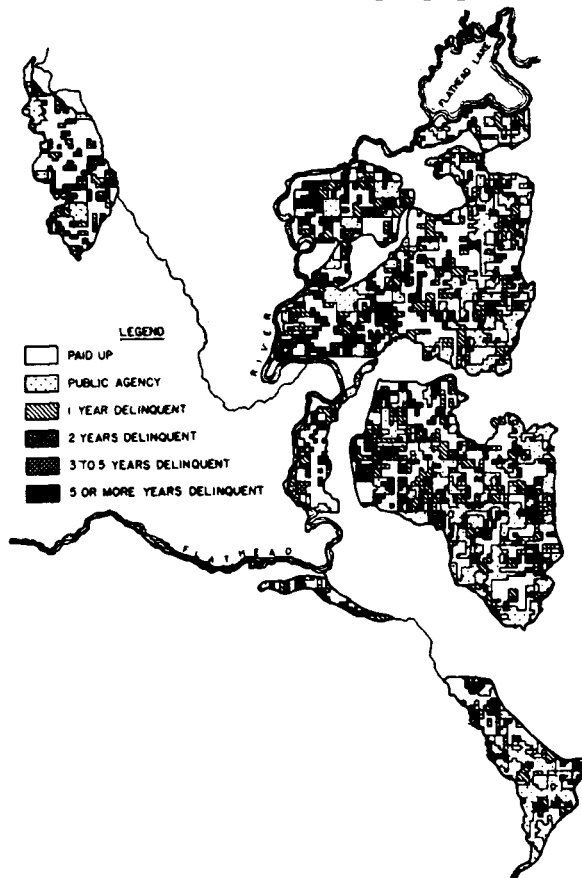 FLATHEAD LAKE
RIVER
LEGEND
PAID UP
PUBLIC AGENCY
1 YEAR DELINQUENT
2 YEARS DELINQUENT
3 TO 5 YEARS DELINQUENT
5 OR MORE YEARS DELINQUENT
FLATHEAD